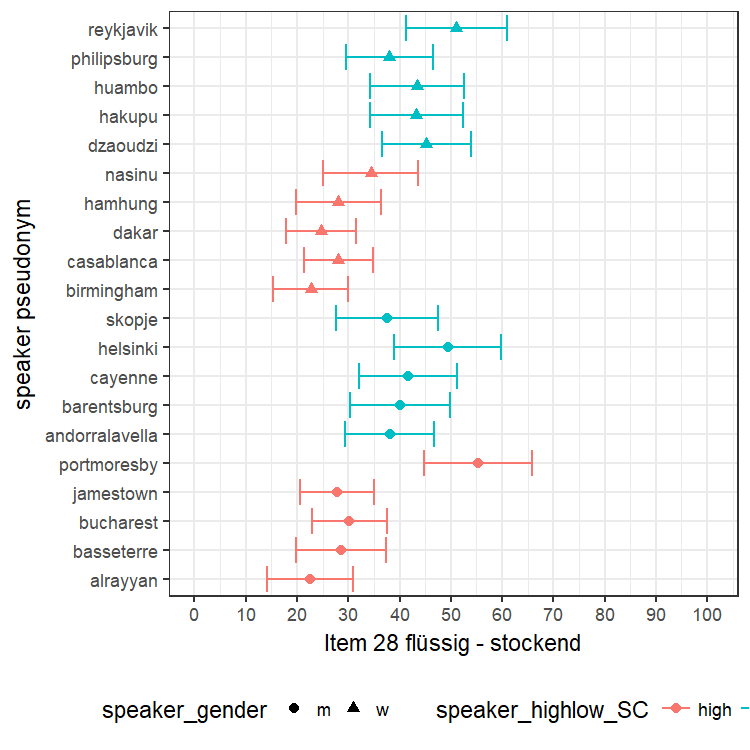 reykjavik
philipsburg
huambo
hakupu
dzaoudzi
nasinu
hamhung
dakar
casablanca
birmingham
skopje
helsinki
cayenne
barentsburg
andorralavella
portmoresby
jamestown
bucharest
basseterre
alrayyan
speaker pseudonym
0 10 20 30 40 50 60 70 80 90 100
Item 28 flüssig - stockend
speaker_gender m w speaker_highlow_SC high